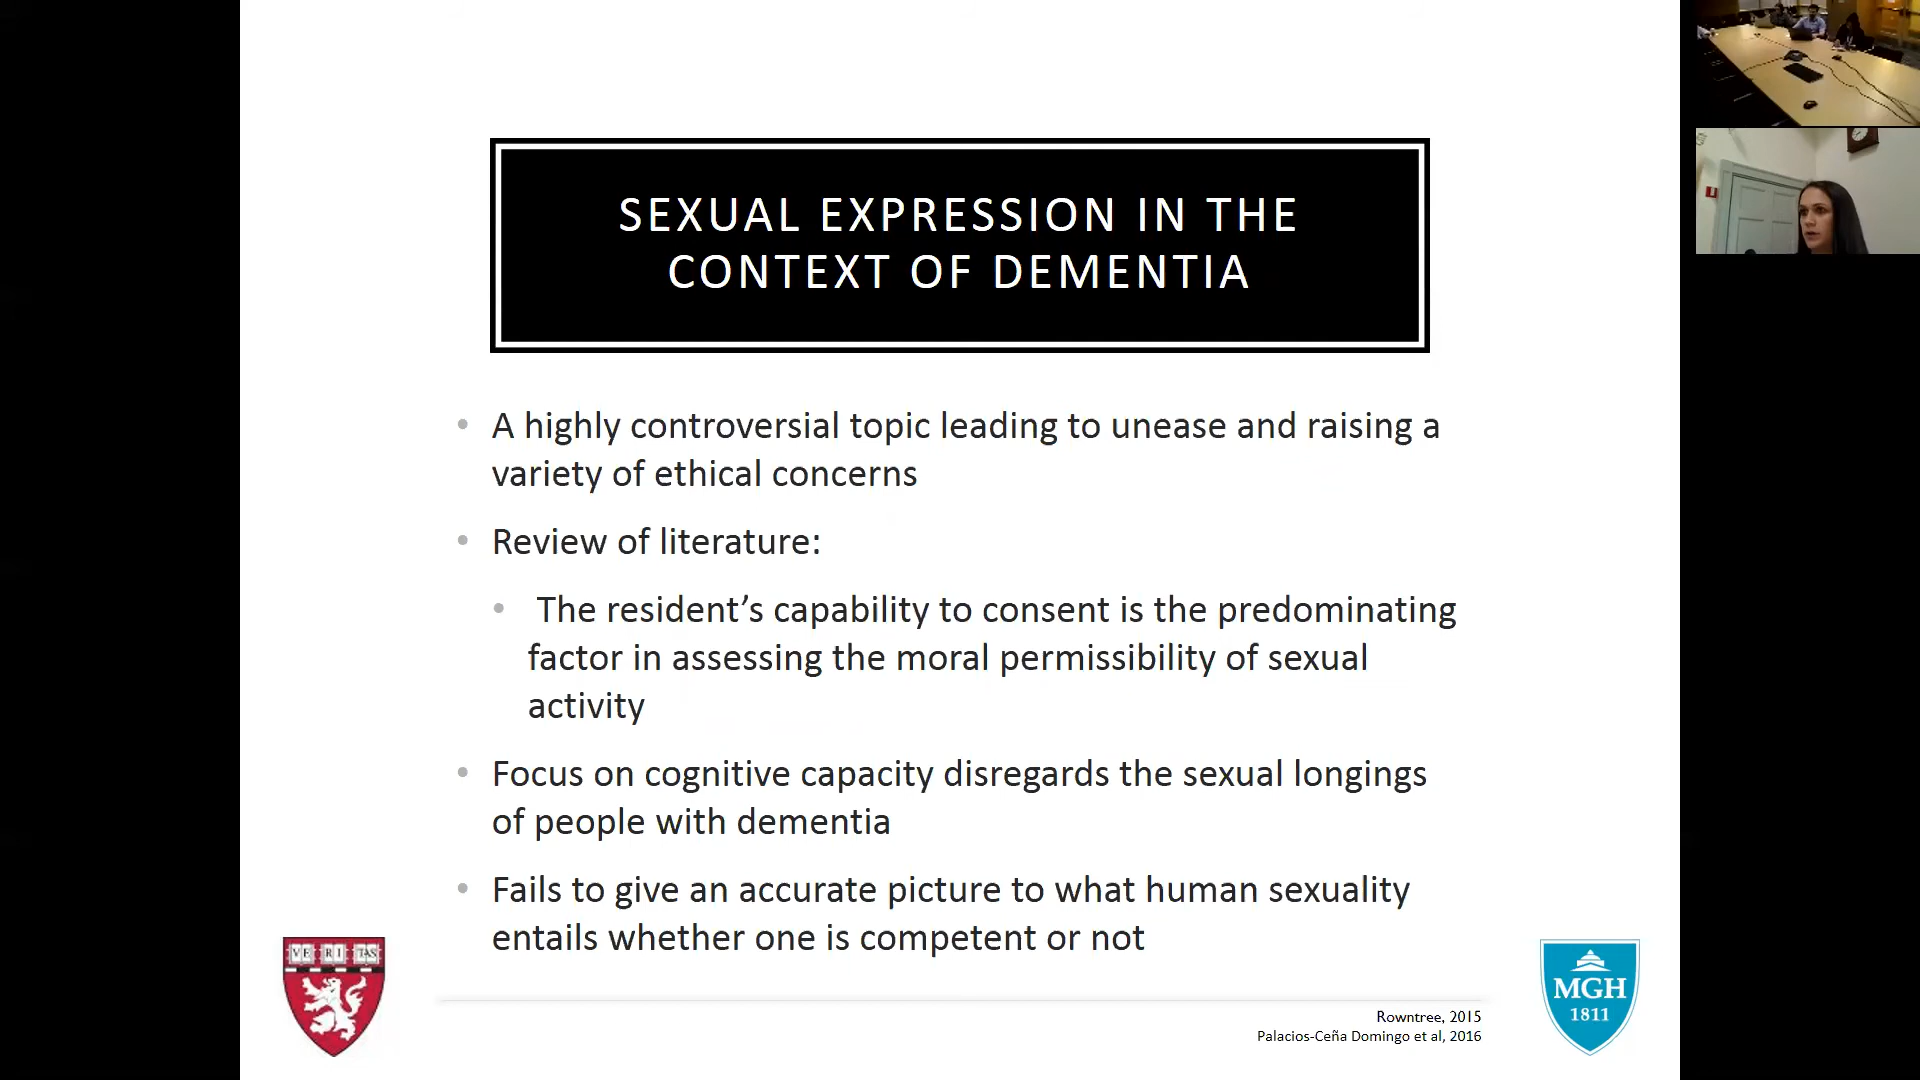 SEXUAL EXPRESSION IN THE
CONTEXT OF DEMENTIA
• A highly controversial topic leading to unease and raising a
variety of ethical concerns
• Review of literature:
• The resident’s capability to consent is the predominating
factor in assessing the moral permissibility of sexual
activity
• Focus on cognitive capacity disregards the sexual longings
of people with dementia
• Fails to give an accurate picture to what human sexuality
entails whether one is competent or not
VE RI TAS
MGH
1811
Rowntree, 2015
Palacios-Ceña Domingo et al, 2016